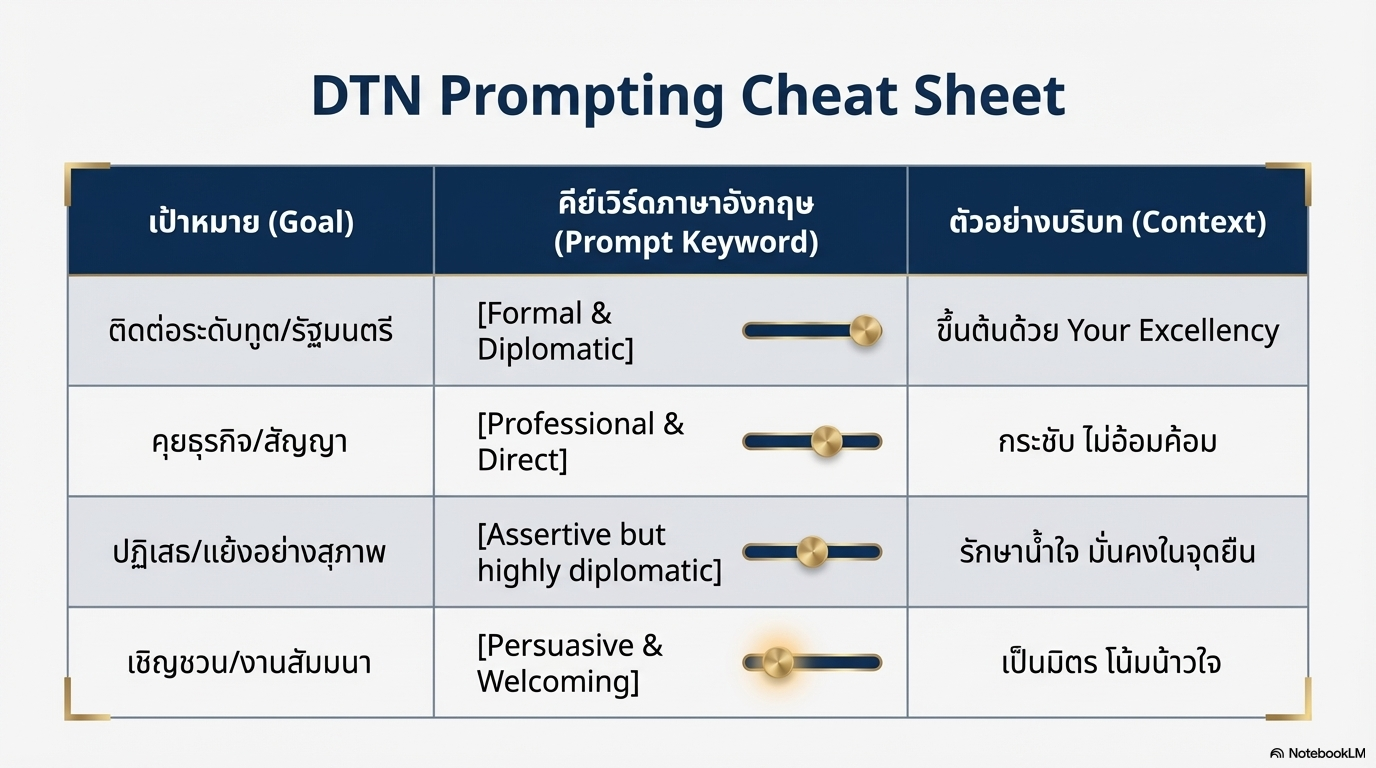 DTN Prompting Cheat Sheet
เป้าหมาย (Goal)
คีย์เวิร์ดภาษาอังกฤษ
(Prompt Keyword)
ตัวอย่างบริบท (Context)
ติดต่อระดับทูต/รัฐมนตรี
[Formal &
Diplomatic]
ขึ้นต้นด้วย Your Excellency
คุยธุรกิจ/สัญญา
[Professional &
Direct]
กระชับ ไม่อ้อมค้อม
ปฏิเสธ/แย้งอย่างสุภาพ
[Assertive but
highly diplomatic]
รักษาน้ำใจ มั่นคงในจุดยืน
เชิญชวน/งานสัมมนา
[Persuasive &
Welcoming]
เป็นมิตร โน้มน้าวใจ
NotebookLM